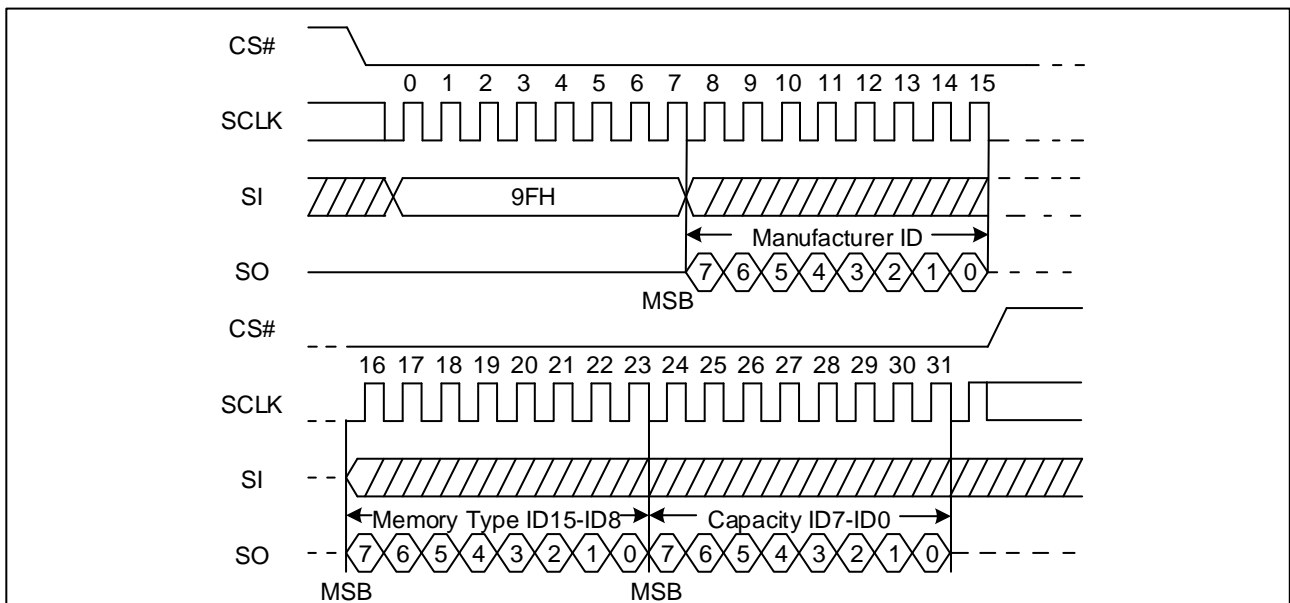 CS#
0 1 2 3 4 5 6 7 8 9 10 11 12 13 14 15
SCLK
SI 9FH
Manufacturer ID
SO 7 6 5 4 3 2 1 0
MSB
CS#
16 17 18 19 20 21 22 23 24 25 26 27 28 29 30 31
SCLK
SI
Memory Type ID15-ID8 Capacity ID7-ID0
SO 7 6 5 4 3 2 1 0 7 6 5 4 3 2 1 0
MSB MSB